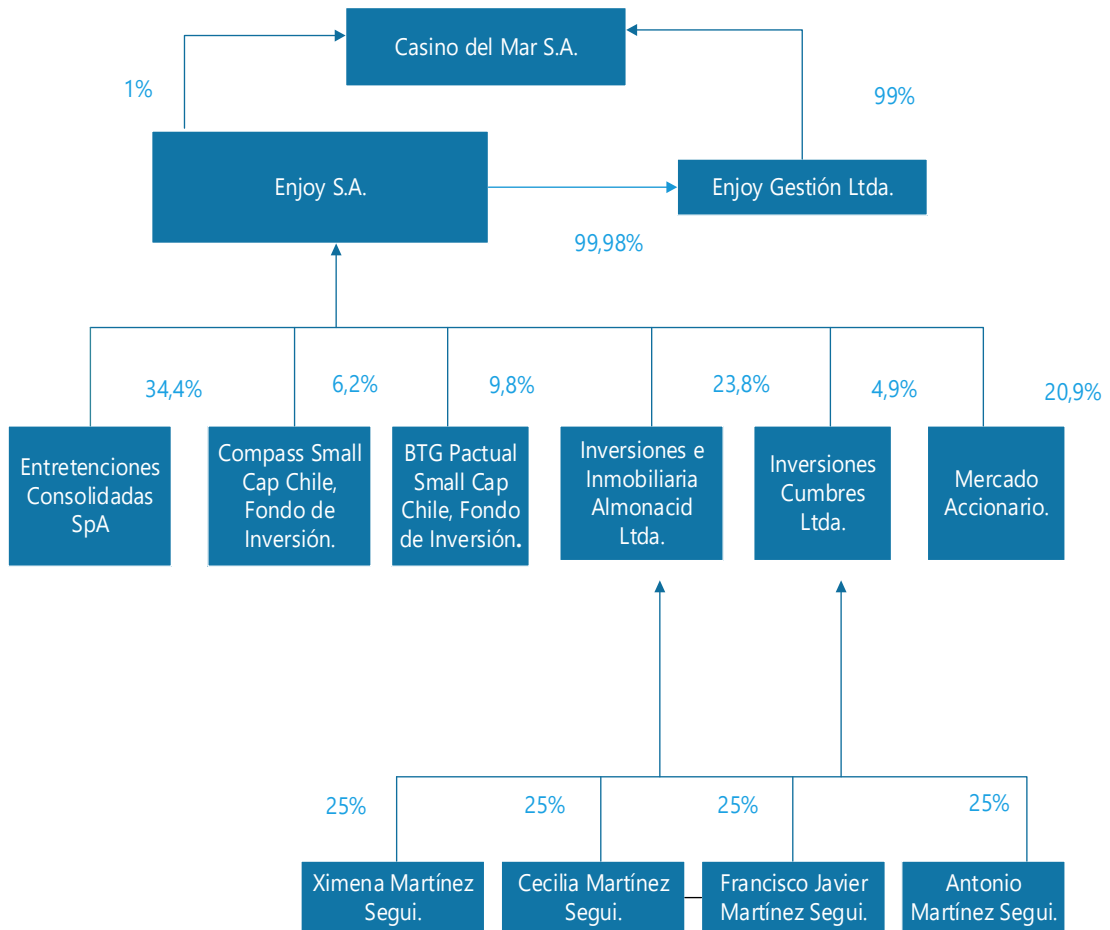 Casino del Mar S.A.
1%
99%
Enjoy S.A.
Enjoy Gestión Ltda.
99,98%
34,4%
6,2%
9,8%
23,8%
4,9%
20,9%
Entretenciones
Consolidadas
SpA
Compass Small
Cap Chile,
Fondo de
Inversión.
BTG Pactual
Small Cap
Chile, Fondo
de Inversión.
Inversiones e
Inmobiliaria
Almonacid
Ltda.
Inversiones
Cumbres
Ltda.
Mercado
Accionario.
25%
25%
25%
25%
Ximena Martínez
Segui.
Cecilia Martínez
Segui.
Francisco Javier
Martínez Segui.
Antonio
Martínez Segui.